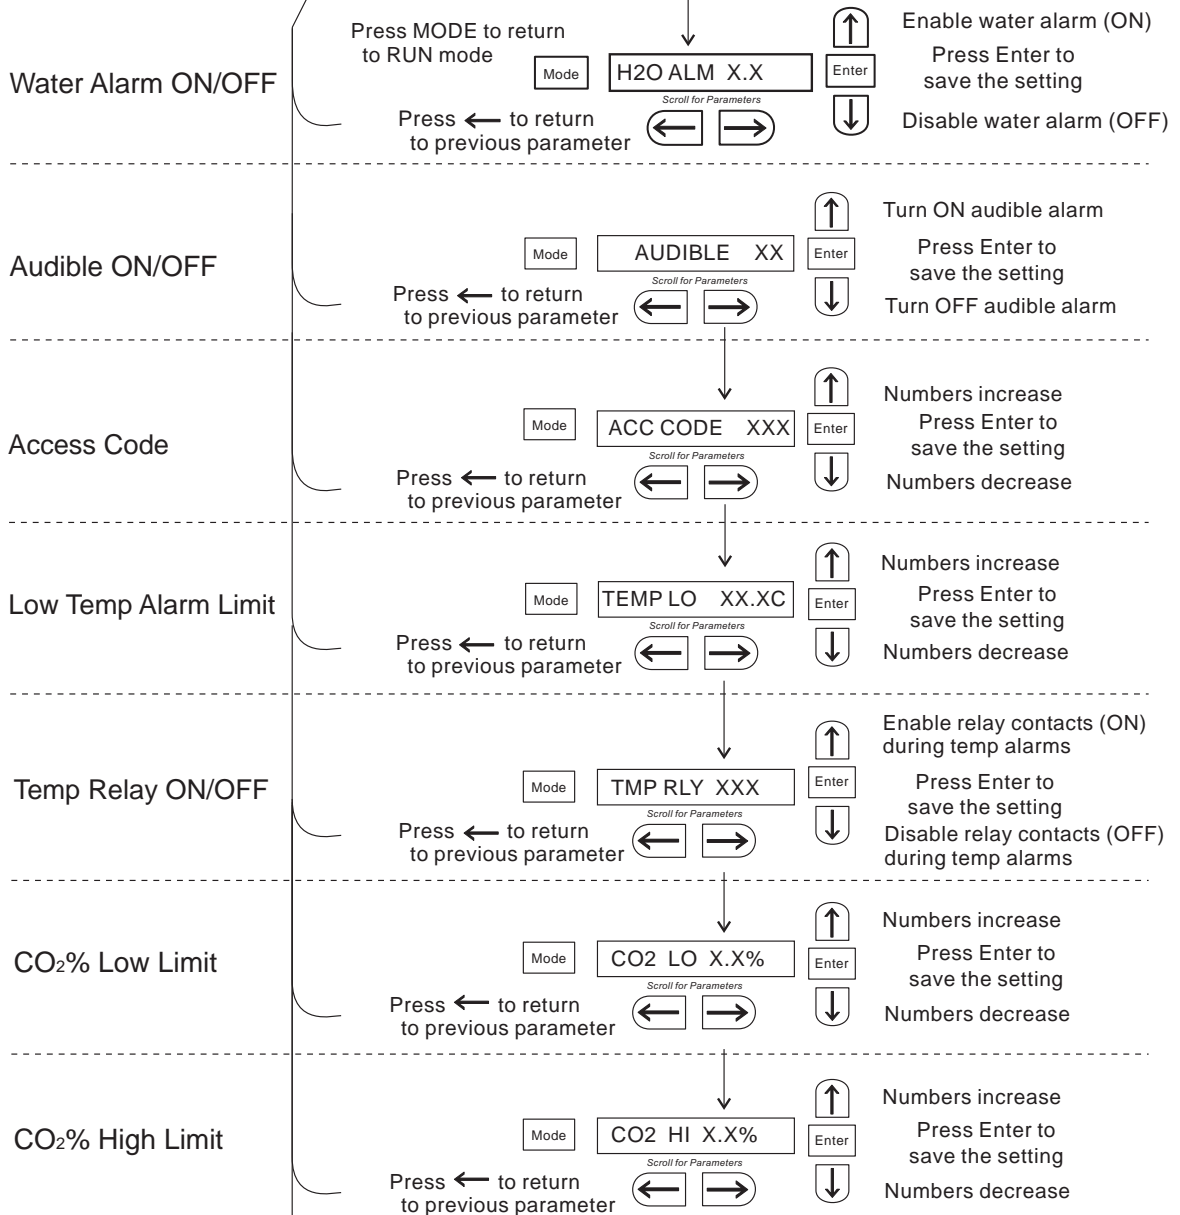 Press MODE to return
to RUN mode
Enable water alarm (ON)
Water Alarm ON/OFF
Mode
H2O ALM X.X
Enter
Press Enter to
save the setting
Scroll for Parameters
Press ← to return
to previous parameter
Disable water alarm (OFF)
Turn ON audible alarm
Audible ON/OFF
Mode
AUDIBLE XX
Enter
Press Enter to
save the setting
Scroll for Parameters
Press ← to return
to previous parameter
Turn OFF audible alarm
Numbers increase
Access Code
Mode
ACC CODE XXX
Enter
Press Enter to
save the setting
Scroll for Parameters
Press ← to return
to previous parameter
Numbers decrease
Numbers increase
Low Temp Alarm Limit
Mode
TEMP LO XX.XC
Enter
Press Enter to
save the setting
Scroll for Parameters
Press ← to return
to previous parameter
Numbers decrease
Enable relay contacts (ON)
during temp alarms
Temp Relay ON/OFF
Mode
TMP RLY XXX
Enter
Press Enter to
save the setting
Scroll for Parameters
Press ← to return
to previous parameter
Disable relay contacts (OFF)
during temp alarms
Numbers increase
CO₂% Low Limit
Mode
CO2 LO X.X%
Enter
Press Enter to
save the setting
Scroll for Parameters
Press ← to return
to previous parameter
Numbers decrease
Numbers increase
CO₂% High Limit
Mode
CO2 HI X.X%
Enter
Press Enter to
save the setting
Scroll for Parameters
Press ← to return
to previous parameter
Numbers decrease